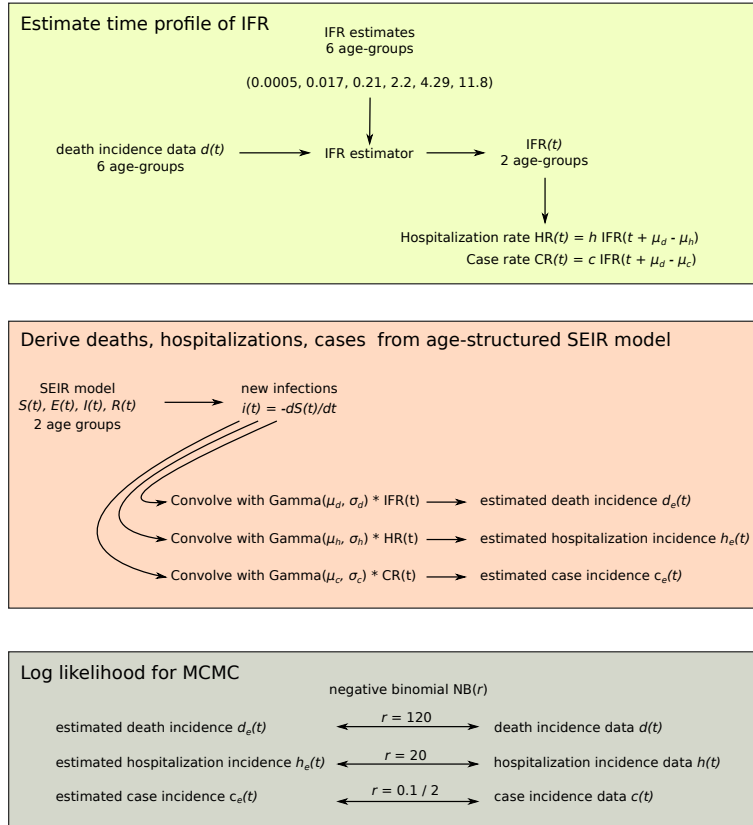 Estimate time profile of IFR
IFR estimates
6 age-groups
(0.0005, 0.017, 0.21, 2.2, 4.29, 11.8)
death incidence data d(t)
6 age-groups
IFR estimator
IFR(t)
2 age-groups
Hospitalization rate HR(t) = h IFR(t + μd - μh)
Case rate CR(t) = c IFR(t + μd - μc)
Derive deaths, hospitalizations, cases from age-structured SEIR model
SEIR model
S(t), E(t), I(t), R(t)
2 age groups
new infections
i(t) = -dS(t)/dt
Convolve with Gamma(μd, σd) * IFR(t)
estimated death incidence de(t)
Convolve with Gamma(μh, σh) * HR(t)
estimated hospitalization incidence he(t)
Convolve with Gamma(μc, σc) * CR(t)
estimated case incidence ce(t)
Log likelihood for MCMC
negative binomial NB(r)
estimated death incidence de(t)
r = 120
death incidence data d(t)
estimated hospitalization incidence he(t)
r = 20
hospitalization incidence data h(t)
estimated case incidence ce(t)
r = 0.1 / 2
case incidence data c(t)